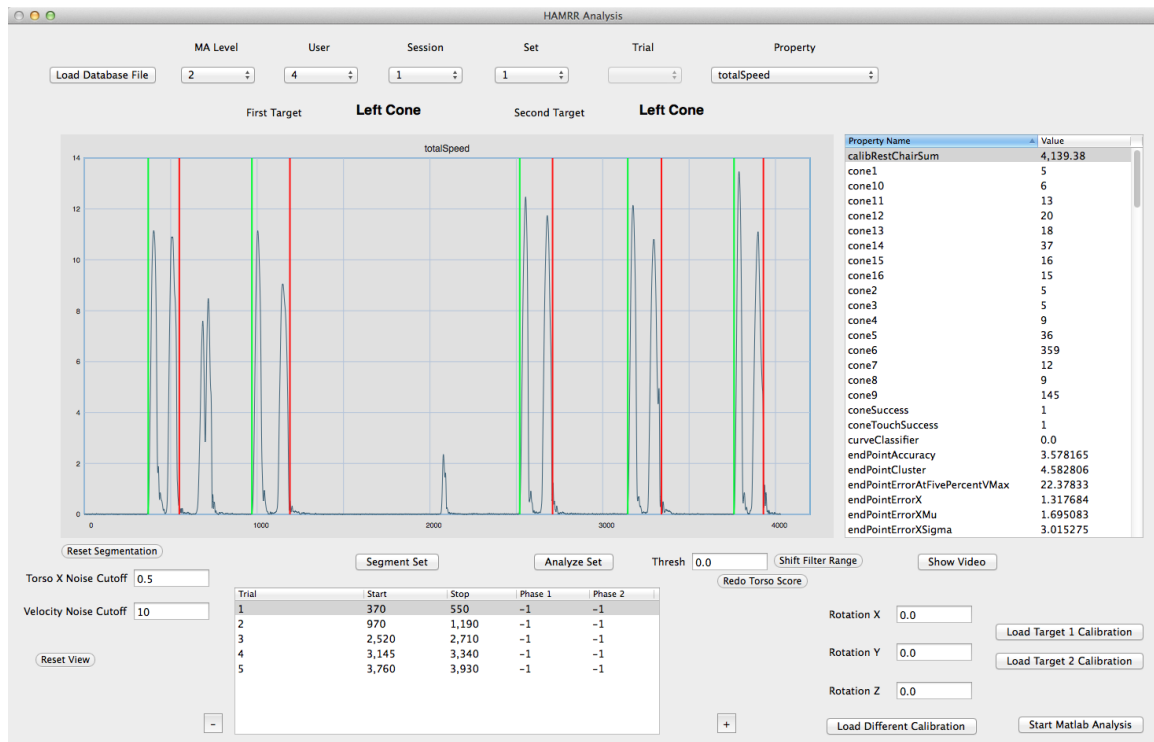 HAMRR Analysis
MA Level User Session Set Trial Property
Load Database File 2 4 1 1 totalSpeed
First Target Left Cone Second Target Left Cone
totalSpeed
14
12
10
8
6
4
2
0
0 1000 2000 3000 4000
Property Name Value
calibRestChairSum 4,139.38
cone1 5
cone10 6
cone11 13
cone12 20
cone13 18
cone14 37
cone15 16
cone16 15
cone2 5
cone3 5
cone4 9
cone5 36
cone6 359
cone7 12
cone8 9
cone9 145
coneSuccess 1
coneTouchSuccess 1
curveClassifier 0.0
endPointAccuracy 3.578165
endPointCluster 4.582806
endPointErrorAtFivePercentVMax 22.37833
endPointErrorX 1.317684
endPointErrorXMu 1.695083
endPointErrorXSigma 3.015275
Reset Segmentation
Segment Set Analyze Set Thresh 0.0 Shift Filter Range Show Video
Torso X Noise Cutoff 0.5
Redo Torso Score
Velocity Noise Cutoff 10
Reset View
Trial Start Stop Phase 1 Phase 2
1 370 550 -1 -1
2 970 1,190 -1 -1
3 2,520 2,710 -1 -1
4 3,145 3,340 -1 -1
5 3,760 3,930 -1 -1
- +
Rotation X 0.0
Load Target 1 Calibration
Rotation Y 0.0
Load Target 2 Calibration
Rotation Z 0.0
Load Different Calibration Start Matlab Analysis